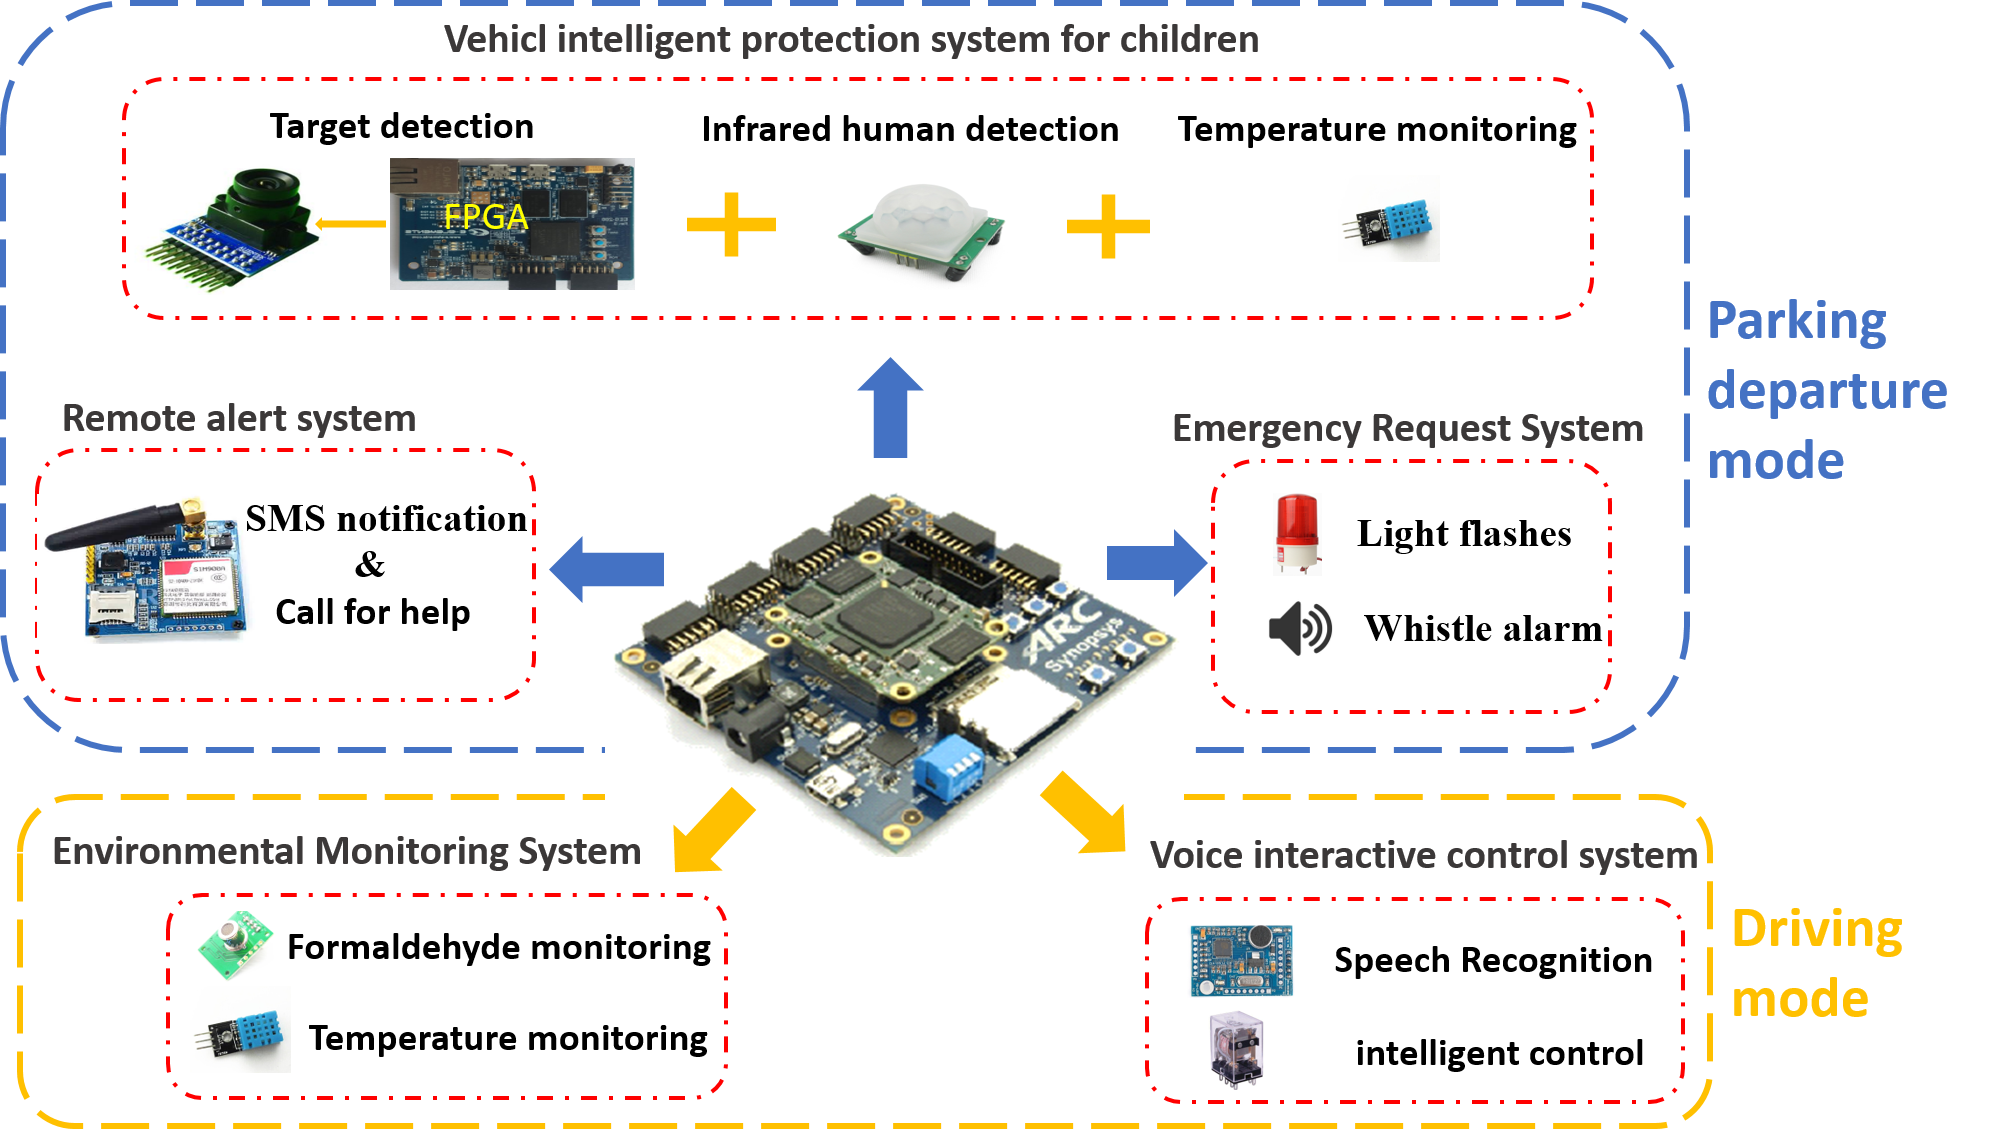 Vehicl intelligent protection system for children
Target detection
Infrared human detection
Temperature monitoring
FPGA
Parking
departure
mode
Remote alert system
SMS notification
&
Call for help
SIM900A
Emergency Request System
Light flashes
Whistle alarm
ARC
Synopsys
Environmental Monitoring System
Formaldehyde monitoring
Temperature monitoring
Voice interactive control system
Speech Recognition
intelligent control
Driving
mode